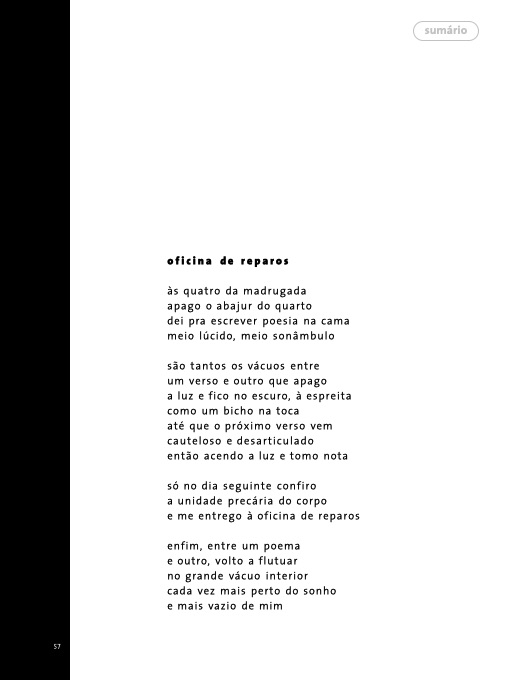 sumário
oficina de reparos
às quatro da madrugada
apago o abajur do quarto
dei pra escrever poesia na cama
meio lúcido, meio sonâmbulo
são tantos os vácuos entre
um verso e outro que apago
a luz e fico no escuro, à espreita
como um bicho na toca
até que o próximo verso vem
cauteloso e desarticulado
então acendo a luz e tomo nota
só no dia seguinte confiro
a unidade precária do corpo
e me entrego à oficina de reparos
enfim, entre um poema
e outro, volto a flutuar
no grande vácuo interior
cada vez mais perto do sonho
e mais vazio de mim
57